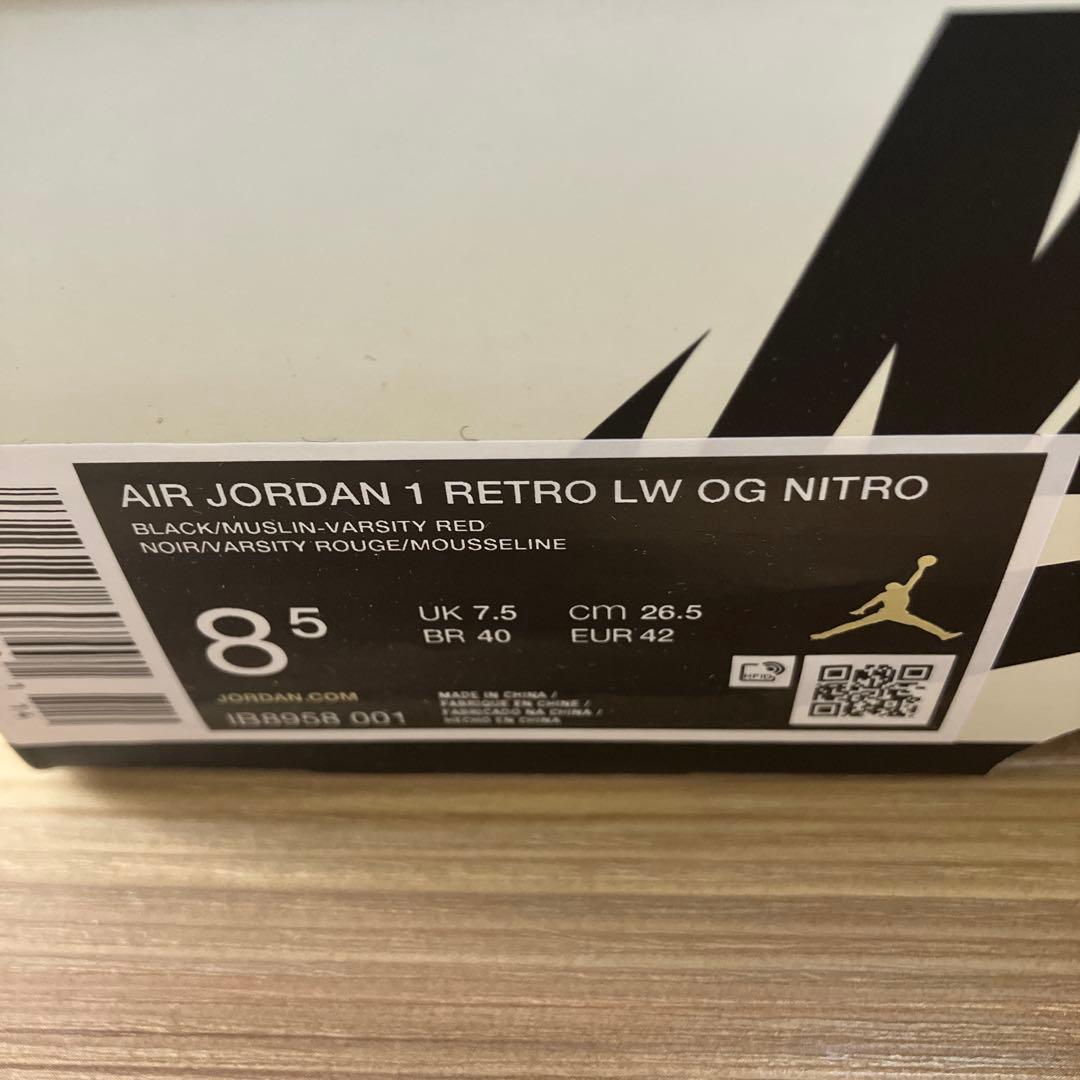 AIR JORDAN 1 RETRO LW OG NITRO
BLACK/MUSLIN-VARSITY RED
NOIR/VARSITY ROUGE/MOUSSELINE
8 5
UK 7.5 cm 26.5
BR 40 EUR 42
RFID
JORDAN.COM
IB8958 001
MADE IN CHINA /
FABRIQUE EN CHINE /
FABRICADO NA CHINA /
HECHO EN CHINA